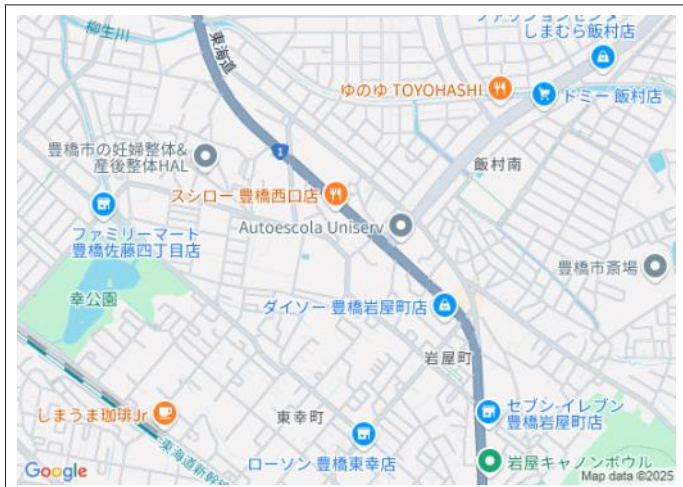 柳生川
東海道
ファッションセンター
しまむら飯村店
ゆのゆ TOYOHASHI
ドミー 飯村店
1
豊橋市の妊婦整体&
産後整体HAL
飯村南
スシロー 豊橋西口店
ファミリーマート
豊橋佐藤四丁目店
Autoescola Uniserv
豊橋市斎場
幸公園
ダイソー 豊橋岩屋町店
岩屋町
しまうま珈琲Jr
東幸町
セブン-イレブン
豊橋岩屋町店
東海道新幹線
ローソン 豊橋東幸店
岩屋キャノンボウル
Google
Map data ©2025